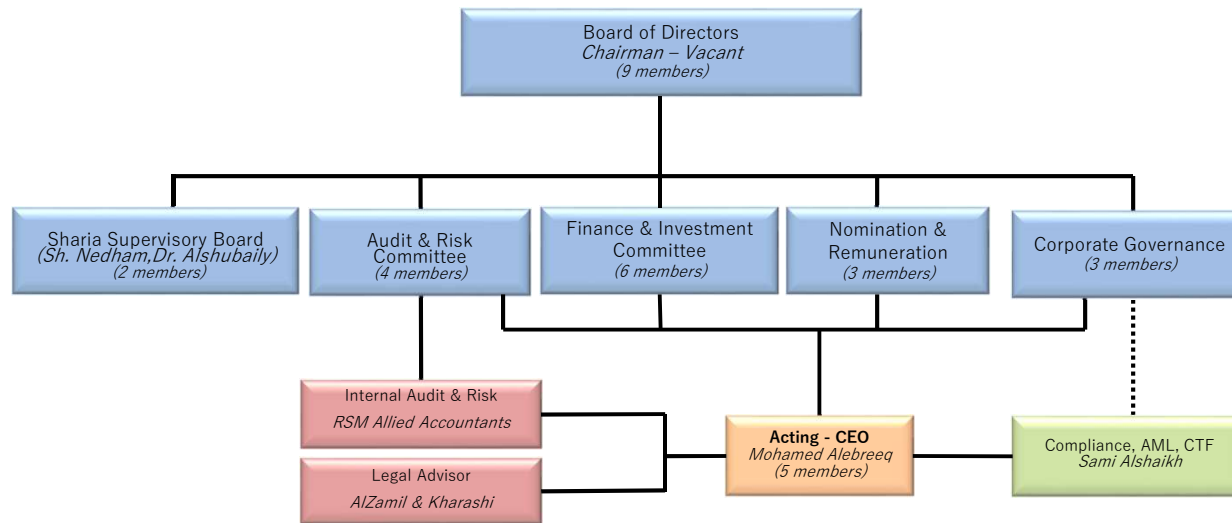 Board of Directors
Chairman – Vacant
(9 members)
Sharia Supervisory Board
(Sh. Nedham,Dr. Alshubaily)
(2 members)
Audit & Risk
Committee
(4 members)
Finance & Investment
Committee
(6 members)
Nomination &
Remuneration
(3 members)
Corporate Governance
(3 members)
Internal Audit & Risk
RSM Allied Accountants
Legal Advisor
AlZamil & Kharashi
Acting - CEO
Mohamed Alebreeq
(5 members)
Compliance, AML, CTF
Sami Alshaikh